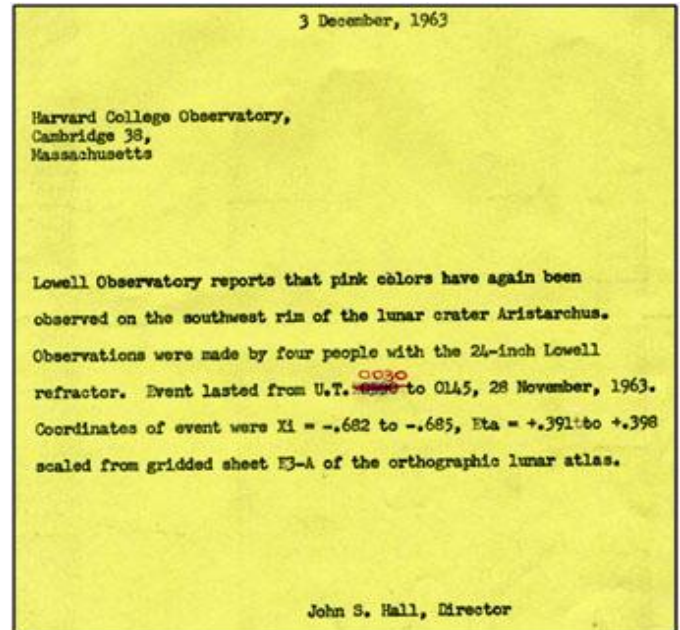 3 December, 1963
Harvard College Observatory,
Cambridge 38,
Massachusetts
Lowell Observatory reports that pink colors have again been
observed on the southwest rim of the lunar crater Aristarchus.
Observations were made by four people with the 24-inch Lowell
0030
refractor. Event lasted from U.T. to 0145, 28 November, 1963.
Coordinates of event were Xi = -.682 to -.685, Eta = +.391 to +.398
scaled from gridded sheet E3-A of the orthographic lunar atlas.
John S. Hall, Director